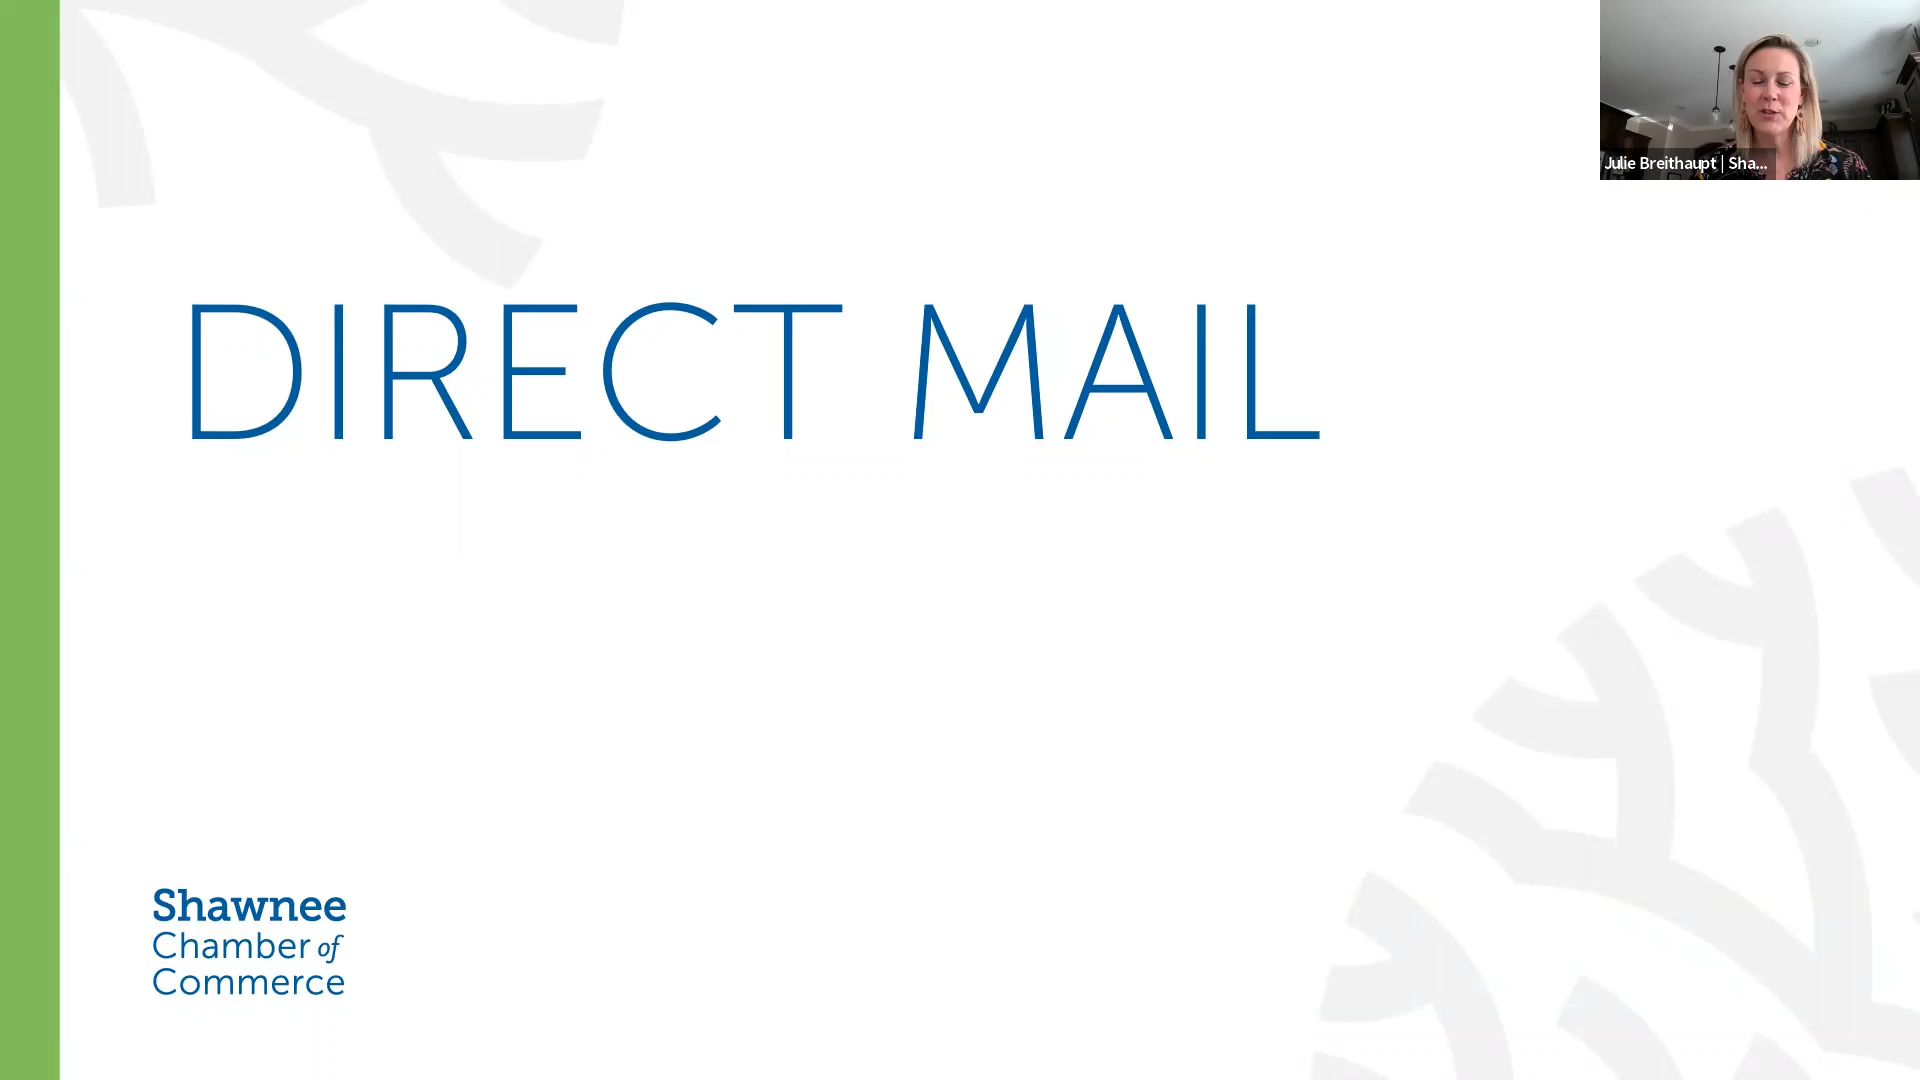 Julie Breithaupt | Sha...
DIRECT MAIL
Shawnee
Chamber of
Commerce